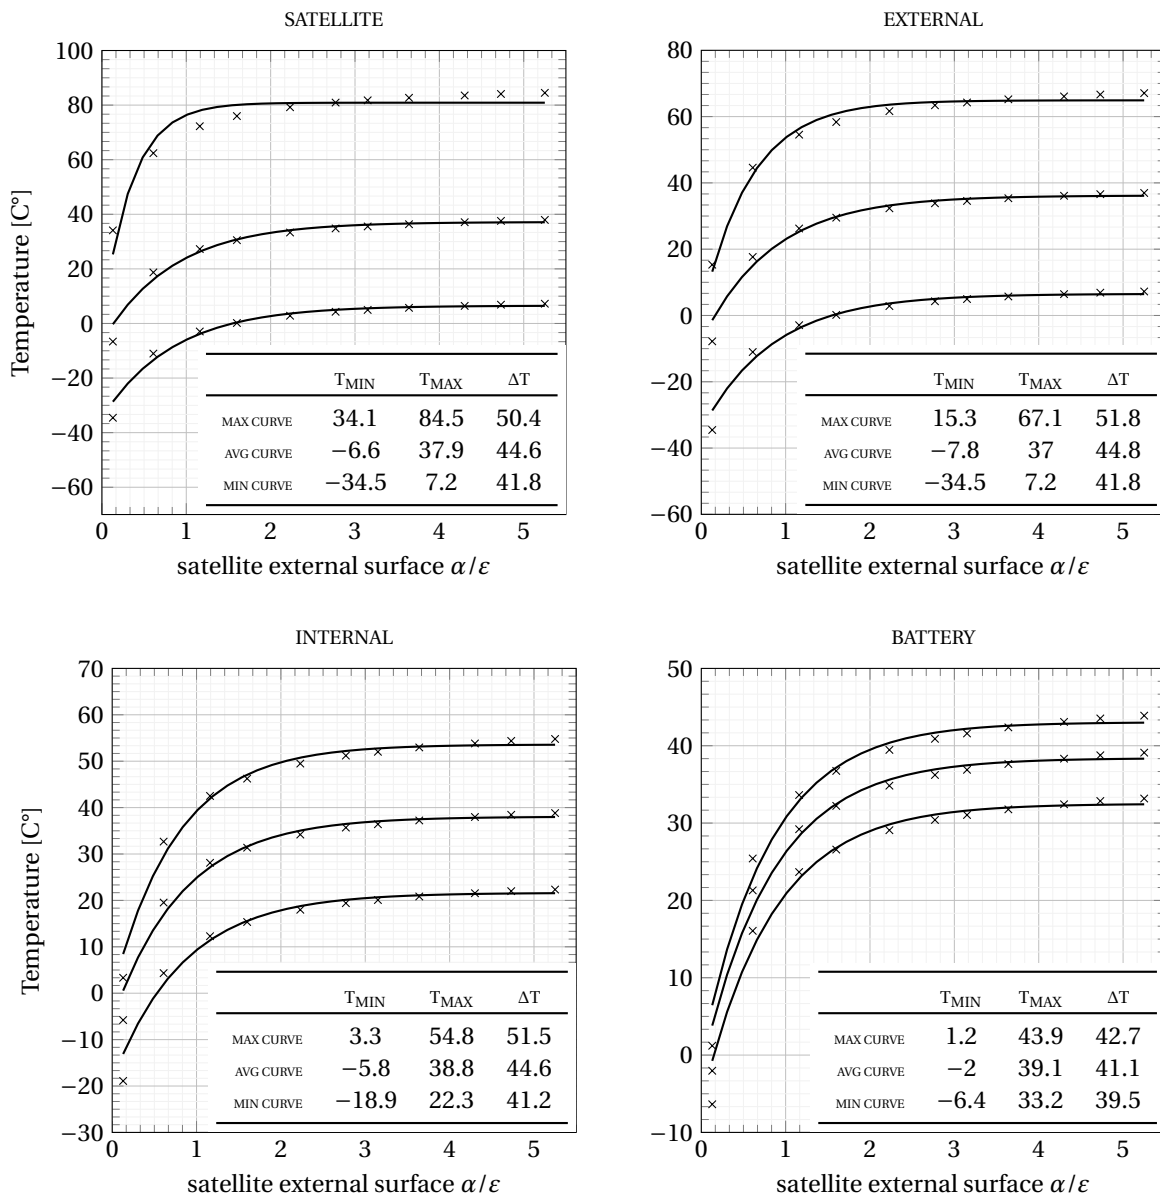 SATELLITE
100
80
60
40
20
0
−20
−40
−60
0 1 2 3 4 5
Temperature [C°]
satellite external surface α/ε
T_MIN T_MAX ΔT
MAX CURVE 34.1 84.5 50.4
AVG CURVE −6.6 37.9 44.6
MIN CURVE −34.5 7.2 41.8
EXTERNAL
80
60
40
20
0
−20
−40
−60
0 1 2 3 4 5
satellite external surface α/ε
T_MIN T_MAX ΔT
MAX CURVE 15.3 67.1 51.8
AVG CURVE −7.8 37 44.8
MIN CURVE −34.5 7.2 41.8
INTERNAL
70
60
50
40
30
20
10
0
−10
−20
−30
0 1 2 3 4 5
Temperature [C°]
satellite external surface α/ε
T_MIN T_MAX ΔT
MAX CURVE 3.3 54.8 51.5
AVG CURVE −5.8 38.8 44.6
MIN CURVE −18.9 22.3 41.2
BATTERY
50
40
30
20
10
0
−10
0 1 2 3 4 5
satellite external surface α/ε
T_MIN T_MAX ΔT
MAX CURVE 1.2 43.9 42.7
AVG CURVE −2 39.1 41.1
MIN CURVE −6.4 33.2 39.5